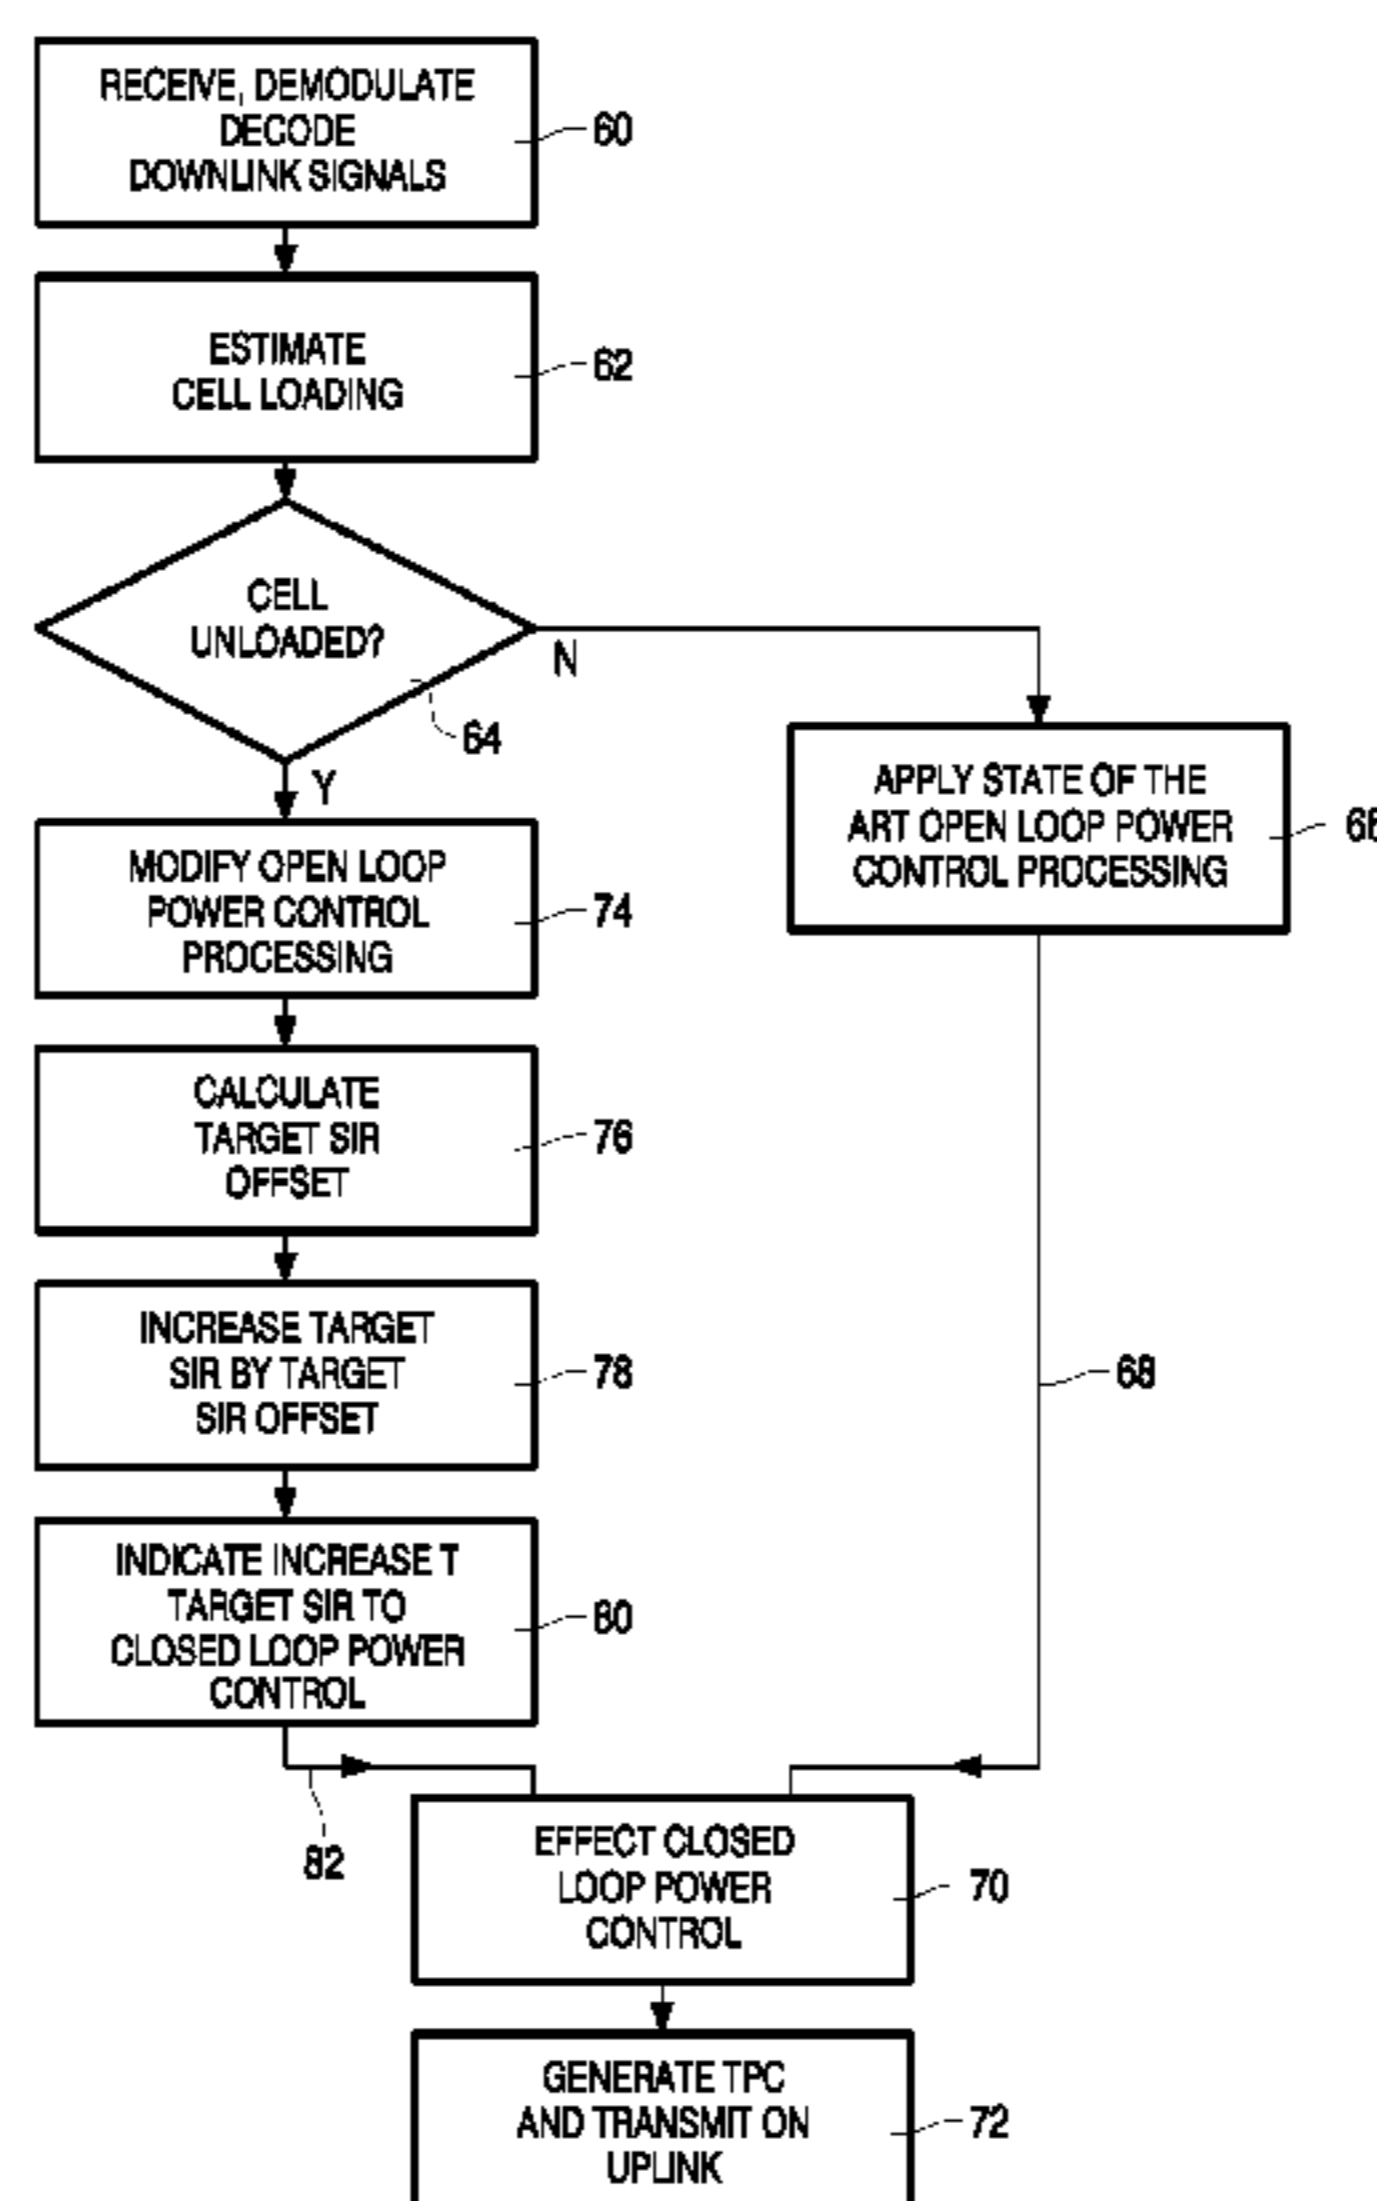 RECEIVE, DEMODULATE
DECODE
DOWNLINK SIGNALS
60
ESTIMATE
CELL LOADING
62
CELL
UNLOADED?
N
64
Y
APPLY STATE OF THE
ART OPEN LOOP POWER
CONTROL PROCESSING
MODIFY OPEN LOOP
POWER CONTROL
PROCESSING
74
CALCULATE
TARGET SIR
OFFSET
76
INCREASE TARGET
SIR BY TARGET
SIR OFFSET
78
68
INDICATE INCREASE T
TARGET SIR TO
CLOSED LOOP POWER
CONTROL
80
82
EFFECT CLOSED
LOOP POWER
CONTROL
70
GENERATE TPC
AND TRANSMIT ON
UPLINK
72